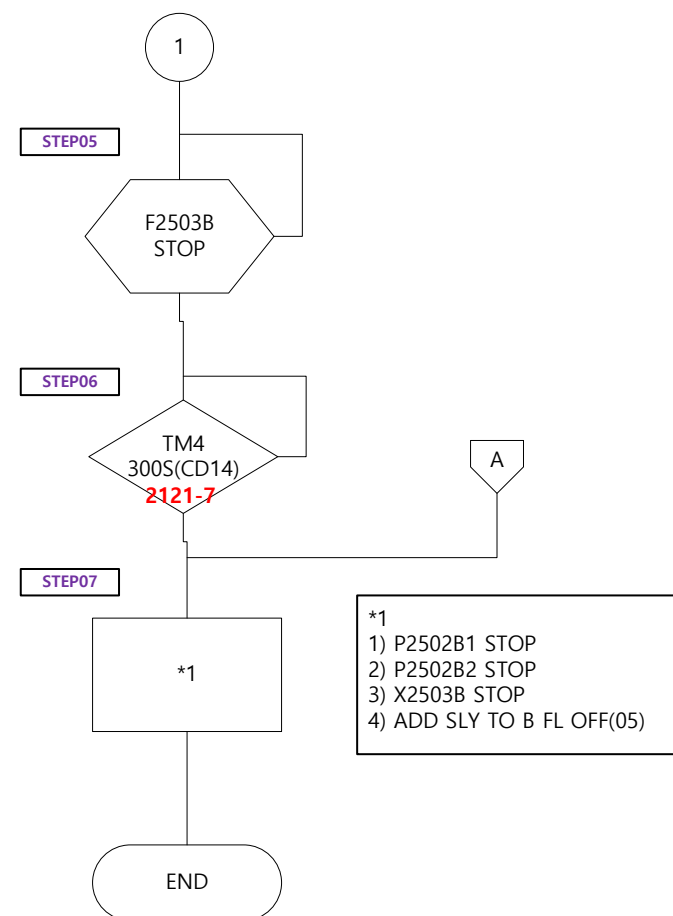 1
STEP05
F2503B
STOP
STEP06
TM4
300S(CD14)
2121-7
A
STEP07
*1
*1
1) P2502B1 STOP
2) P2502B2 STOP
3) X2503B STOP
4) ADD SLY TO B FL OFF(05)
END